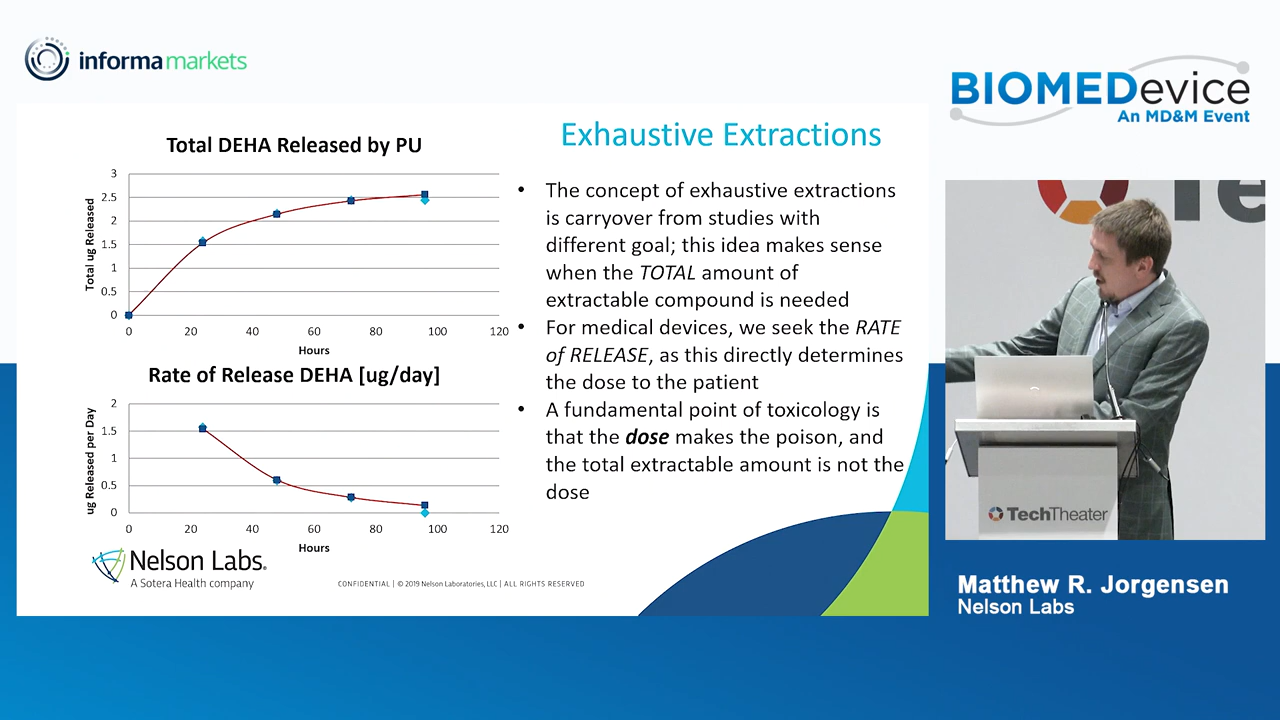 informa markets
BIOMEDevice
An MD&M Event
Total DEHA Released by PU
Total ug Released
3
2.5
2
1.5
1
0.5
0
0 20 40 60 80 100 120
Hours
Rate of Release DEHA [ug/day]
ug Released per Day
2
1.5
1
0.5
0
0 20 40 60 80 100 120
Hours
Exhaustive Extractions
• The concept of exhaustive extractions
is carryover from studies with
different goal; this idea makes sense
when the TOTAL amount of
extractable compound is needed
• For medical devices, we seek the RATE
of RELEASE, as this directly determines
the dose to the patient
• A fundamental point of toxicology is
that the dose makes the poison, and
the total extractable amount is not the
dose
Nelson Labs®
A Sotera Health company
CONFIDENTIAL | © 2019 Nelson Laboratories, LLC | ALL RIGHTS RESERVED
Te
TechTheater
Matthew R. Jorgensen
Nelson Labs